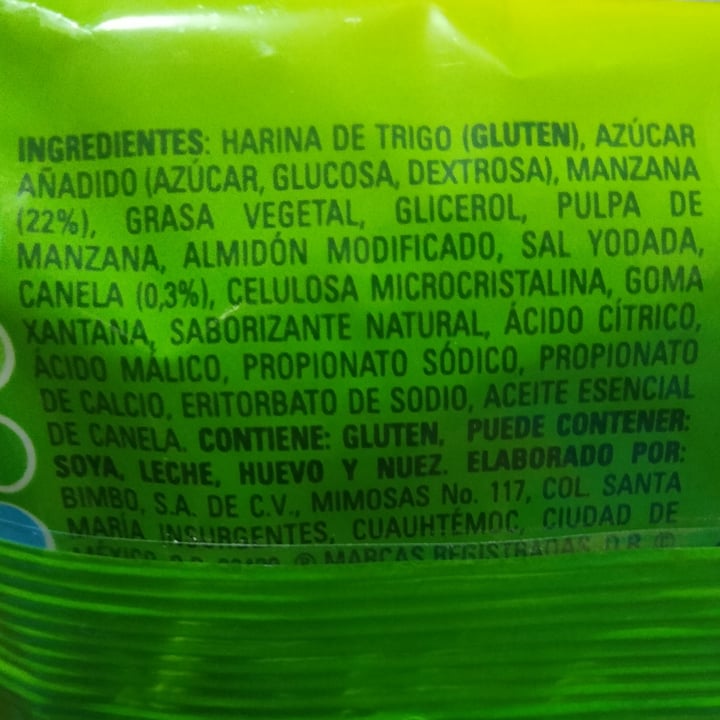 INGREDIENTES: HARINA DE TRIGO (GLUTEN), AZÚCAR
AÑADIDO (AZÚCAR, GLUCOSA, DEXTROSA), MANZANA
(22%), GRASA VEGETAL, GLICEROL, PULPA DE
MANZANA, ALMIDÓN MODIFICADO, SAL YODADA,
CANELA (0,3%), CELULOSA MICROCRISTALINA, GOMA
XANTANA, SABORIZANTE NATURAL, ÁCIDO CÍTRICO,
ÁCIDO MÁLICO, PROPIONATO SÓDICO, PROPIONATO
DE CALCIO, ERITORBATO DE SODIO, ACEITE ESENCIAL
DE CANELA. CONTIENE: GLUTEN. PUEDE CONTENER:
SOYA, LECHE, HUEVO Y NUEZ. ELABORADO POR:
BIMBO, S.A. DE C.V., MIMOSAS No. 117, COL. SANTA
MARÍA INSURGENTES, CUAUHTÉMOC, CIUDAD DE
MÉXICO, ® MARCAS REGISTRADAS D.R. ©